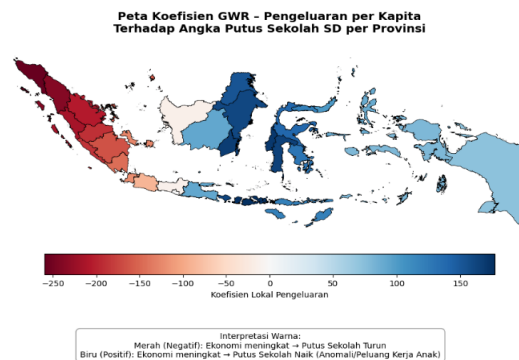 Peta Koefisien GWR – Pengeluaran per Kapita
Terhadap Angka Putus Sekolah SD per Provinsi
−250 −200 −150 −100 −50 0 50 100 150
Koefisien Lokal Pengeluaran
Interpretasi Warna:
Merah (Negatif): Ekonomi meningkat → Putus Sekolah Turun
Biru (Positif): Ekonomi meningkat → Putus Sekolah Naik (Anomali/Peluang Kerja Anak)